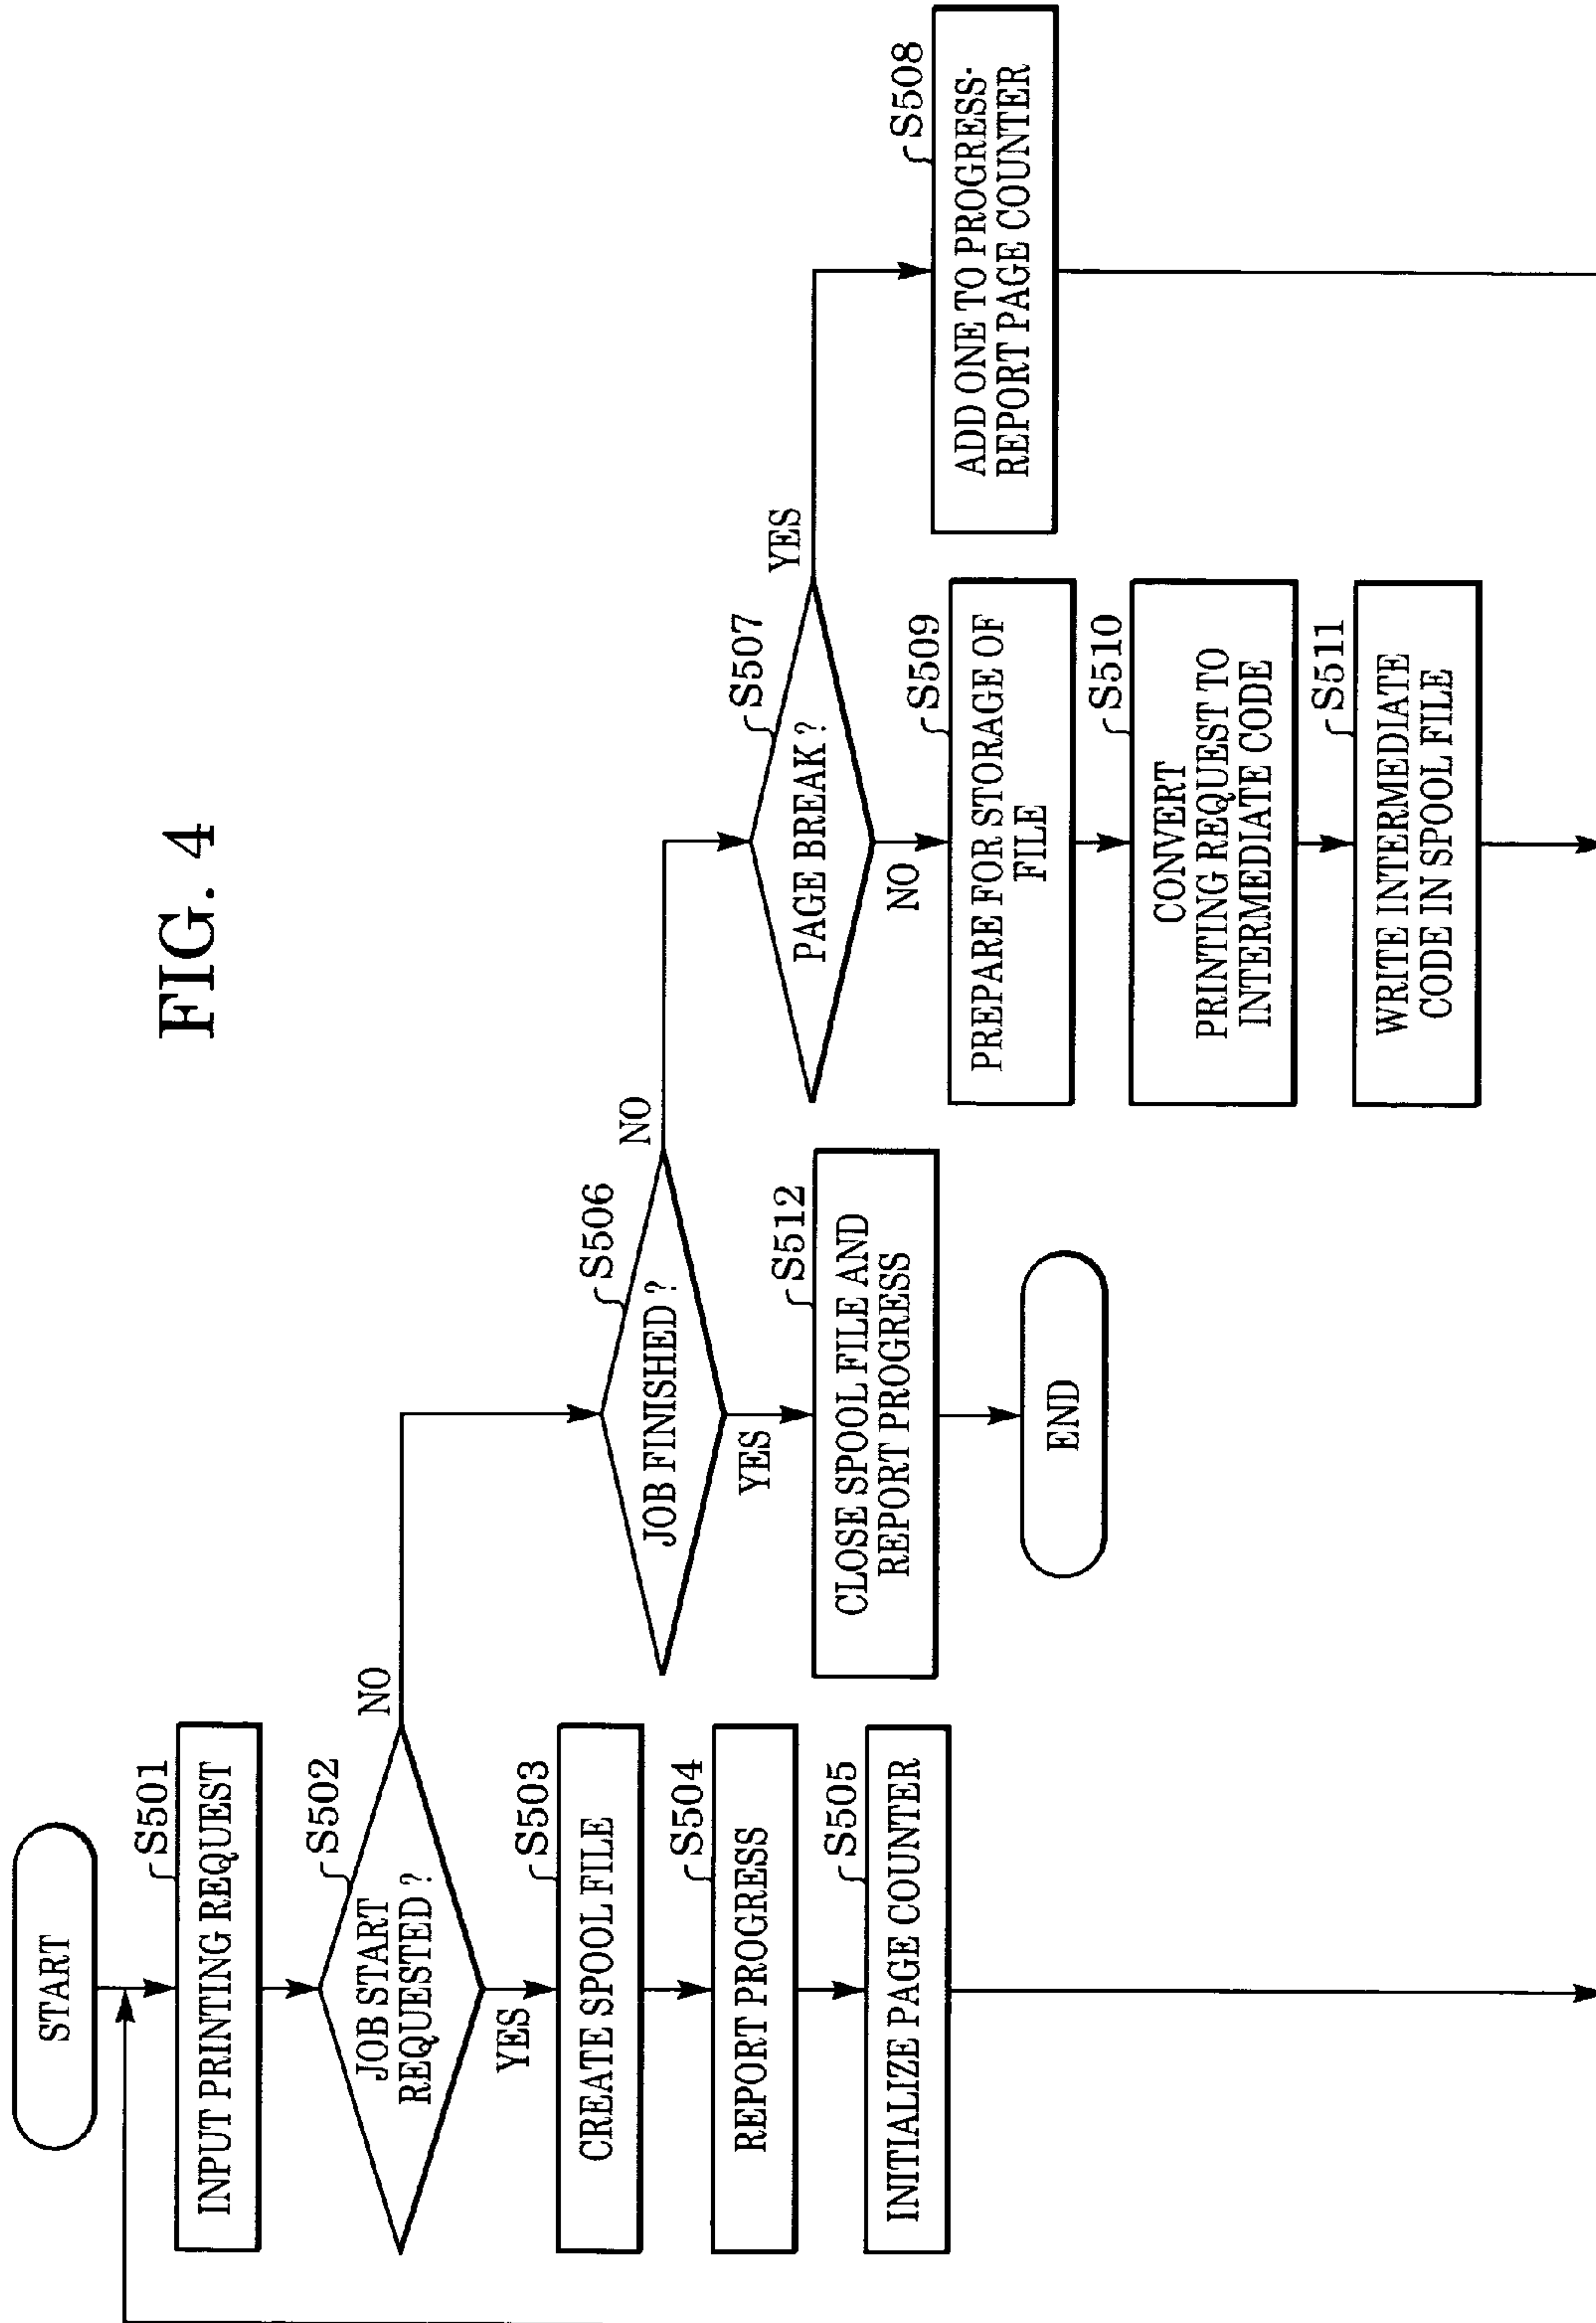 FIG. 4
START
S501
INPUT PRINTING REQUEST
S502
JOB START
REQUESTED ?
NO
YES
S503
CREATE SPOOL FILE
S504
REPORT PROGRESS
S505
INITIALIZE PAGE COUNTER
S506
JOB FINISHED ?
NO
YES
S512
CLOSE SPOOL FILE AND
REPORT PROGRESS
END
S507
PAGE BREAK ?
YES
NO
S508
ADD ONE TO PROGRESS-
REPORT PAGE COUNTER
S509
PREPARE FOR STORAGE OF
FILE
S510
CONVERT
PRINTING REQUEST TO
INTERMEDIATE CODE
S511
WRITE INTERMEDIATE
CODE IN SPOOL FILE